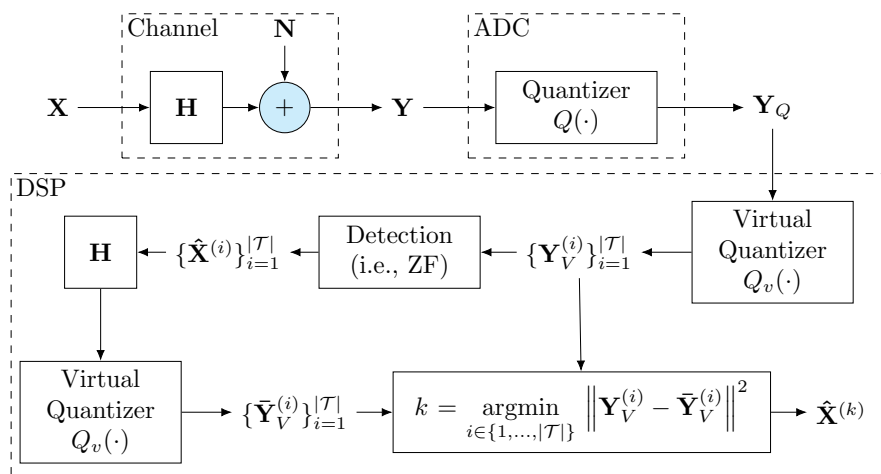 Channel
N
ADC
X
H
+
Y
Quantizer
Q(·)
Y_Q
DSP
H
{X̂^{(i)}}_{i=1}^{|𝒯|}
Detection
(i.e., ZF)
{Y_V^{(i)}}_{i=1}^{|𝒯|}
Virtual
Quantizer
Q_v(·)
Virtual
Quantizer
Q_v(·)
{Ȳ_V^{(i)}}_{i=1}^{|𝒯|}
k = argmin_{i∈{1,...,|𝒯|}} ‖Y_V^{(i)} − Ȳ_V^{(i)}‖^2
X̂^{(k)}